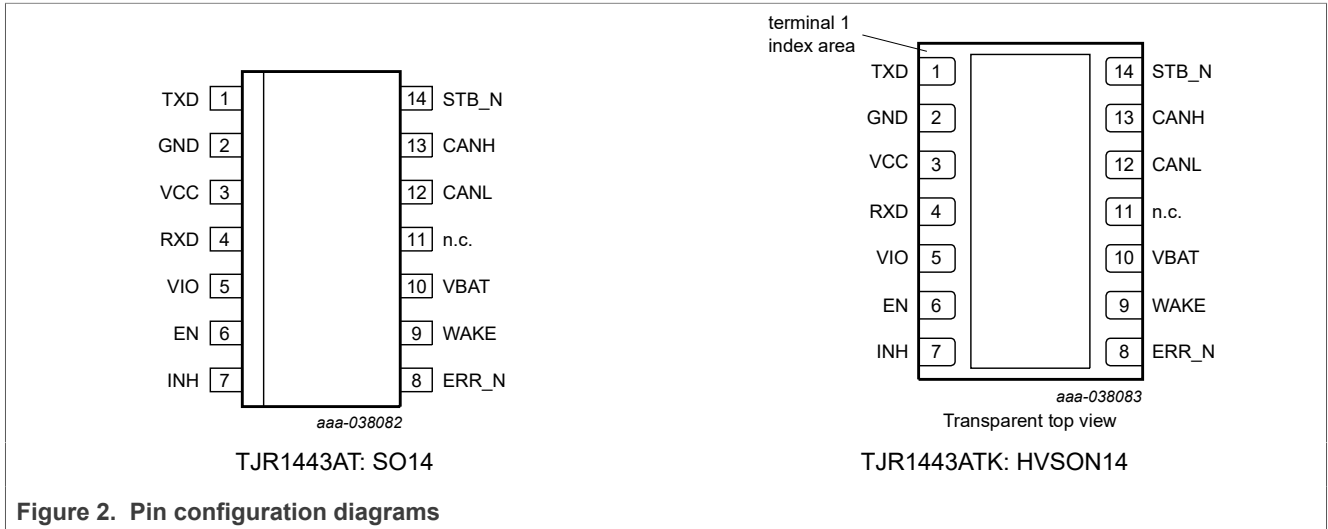 TXD 1 14 STB_N
GND 2 13 CANH
VCC 3 12 CANL
RXD 4 11 n.c.
VIO 5 10 VBAT
EN 6 9 WAKE
INH 7 8 ERR_N
aaa-038082
TJR1443AT: SO14
terminal 1
index area
TXD 1 14 STB_N
GND 2 13 CANH
VCC 3 12 CANL
RXD 4 11 n.c.
VIO 5 10 VBAT
EN 6 9 WAKE
INH 7 8 ERR_N
aaa-038083
Transparent top view
TJR1443ATK: HVSON14
Figure 2. Pin configuration diagrams